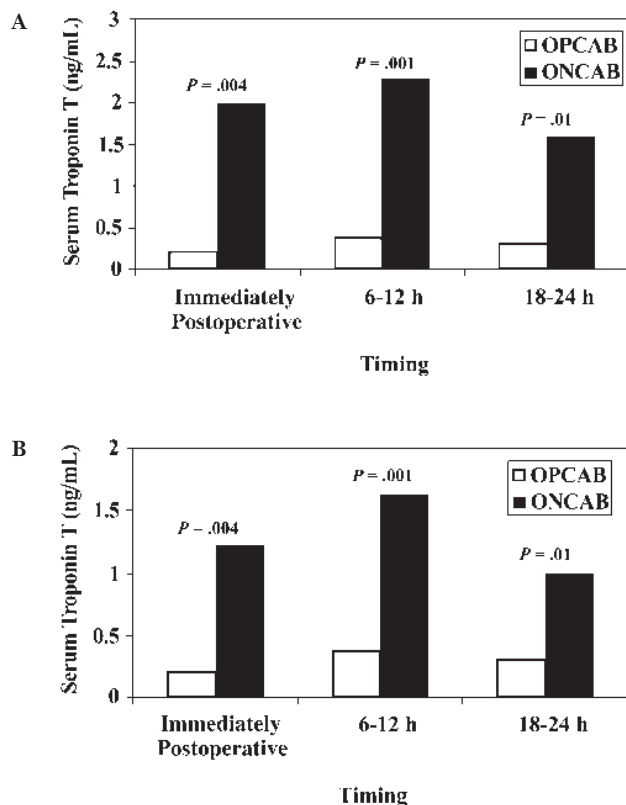 A
Serum Troponin T (ng/mL)
3
2.5
2
1.5
1
0.5
0
P = .004
P = .001
P = .01
OPCAB
ONCAB
Immediately
Postoperative
6-12 h
18-24 h
Timing
B
Serum Troponin T (ng/mL)
2
1.5
1
0.5
0
P = .004
P = .001
P = .01
OPCAB
ONCAB
Immediately
Postoperative
6-12 h
18-24 h
Timing